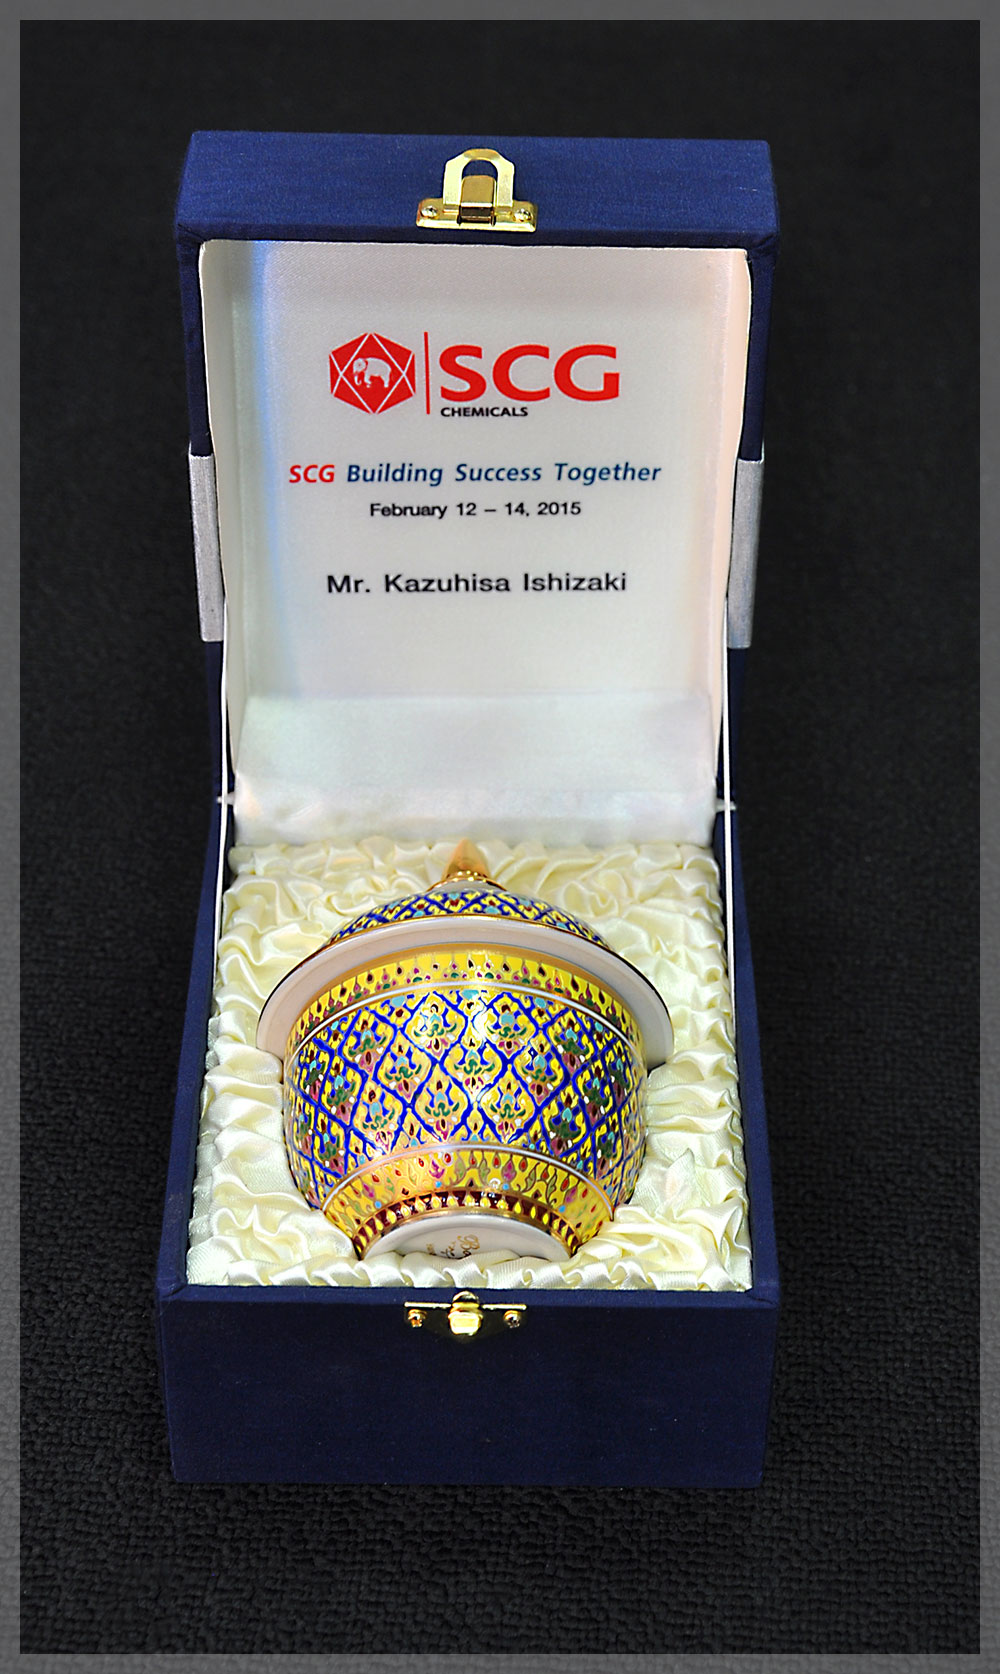 SCG
CHEMICALS
SCG Building Success Together
February 12 – 14, 2015
Mr. Kazuhisa Ishizaki